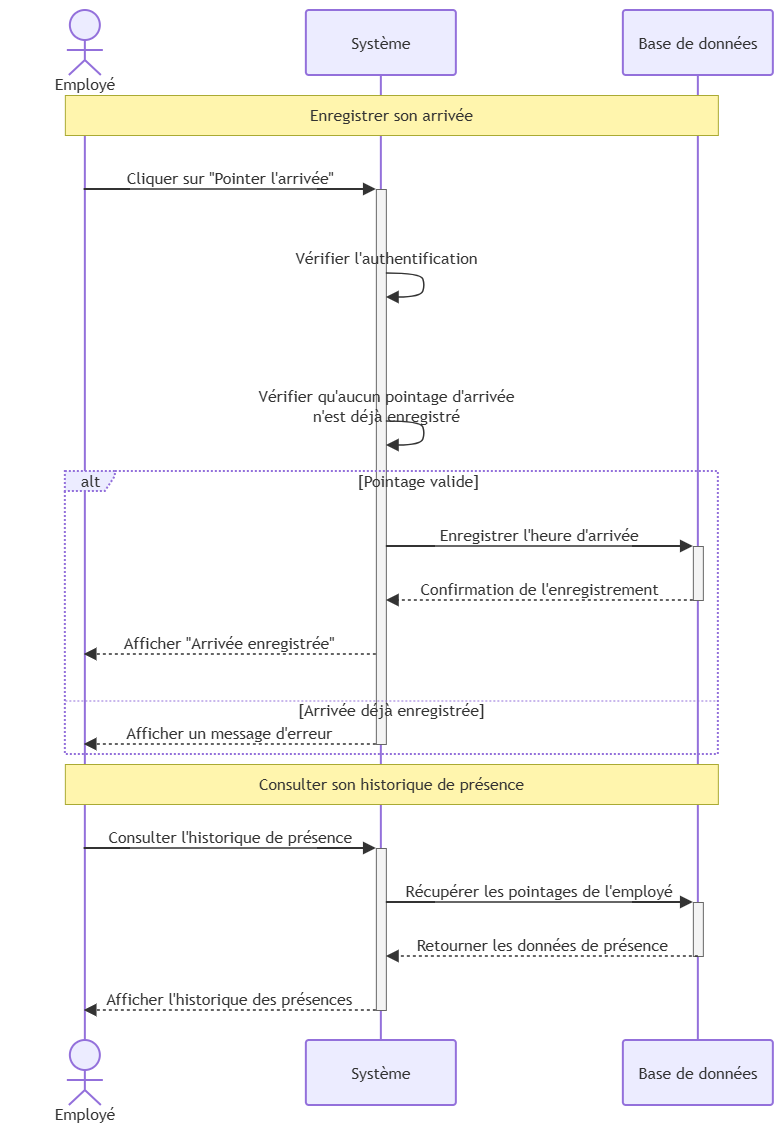 Système
Base de données
Employé
Enregistrer son arrivée
Cliquer sur "Pointer l'arrivée"
Vérifier l'authentification
Vérifier qu'aucun pointage d'arrivée
n'est déjà enregistré
alt
[Pointage valide]
Enregistrer l'heure d'arrivée
Confirmation de l'enregistrement
Afficher "Arrivée enregistrée"
[Arrivée déjà enregistrée]
Afficher un message d'erreur
Consulter son historique de présence
Consulter l'historique de présence
Récupérer les pointages de l'employé
Retourner les données de présence
Afficher l'historique des présences
Système
Base de données
Employé